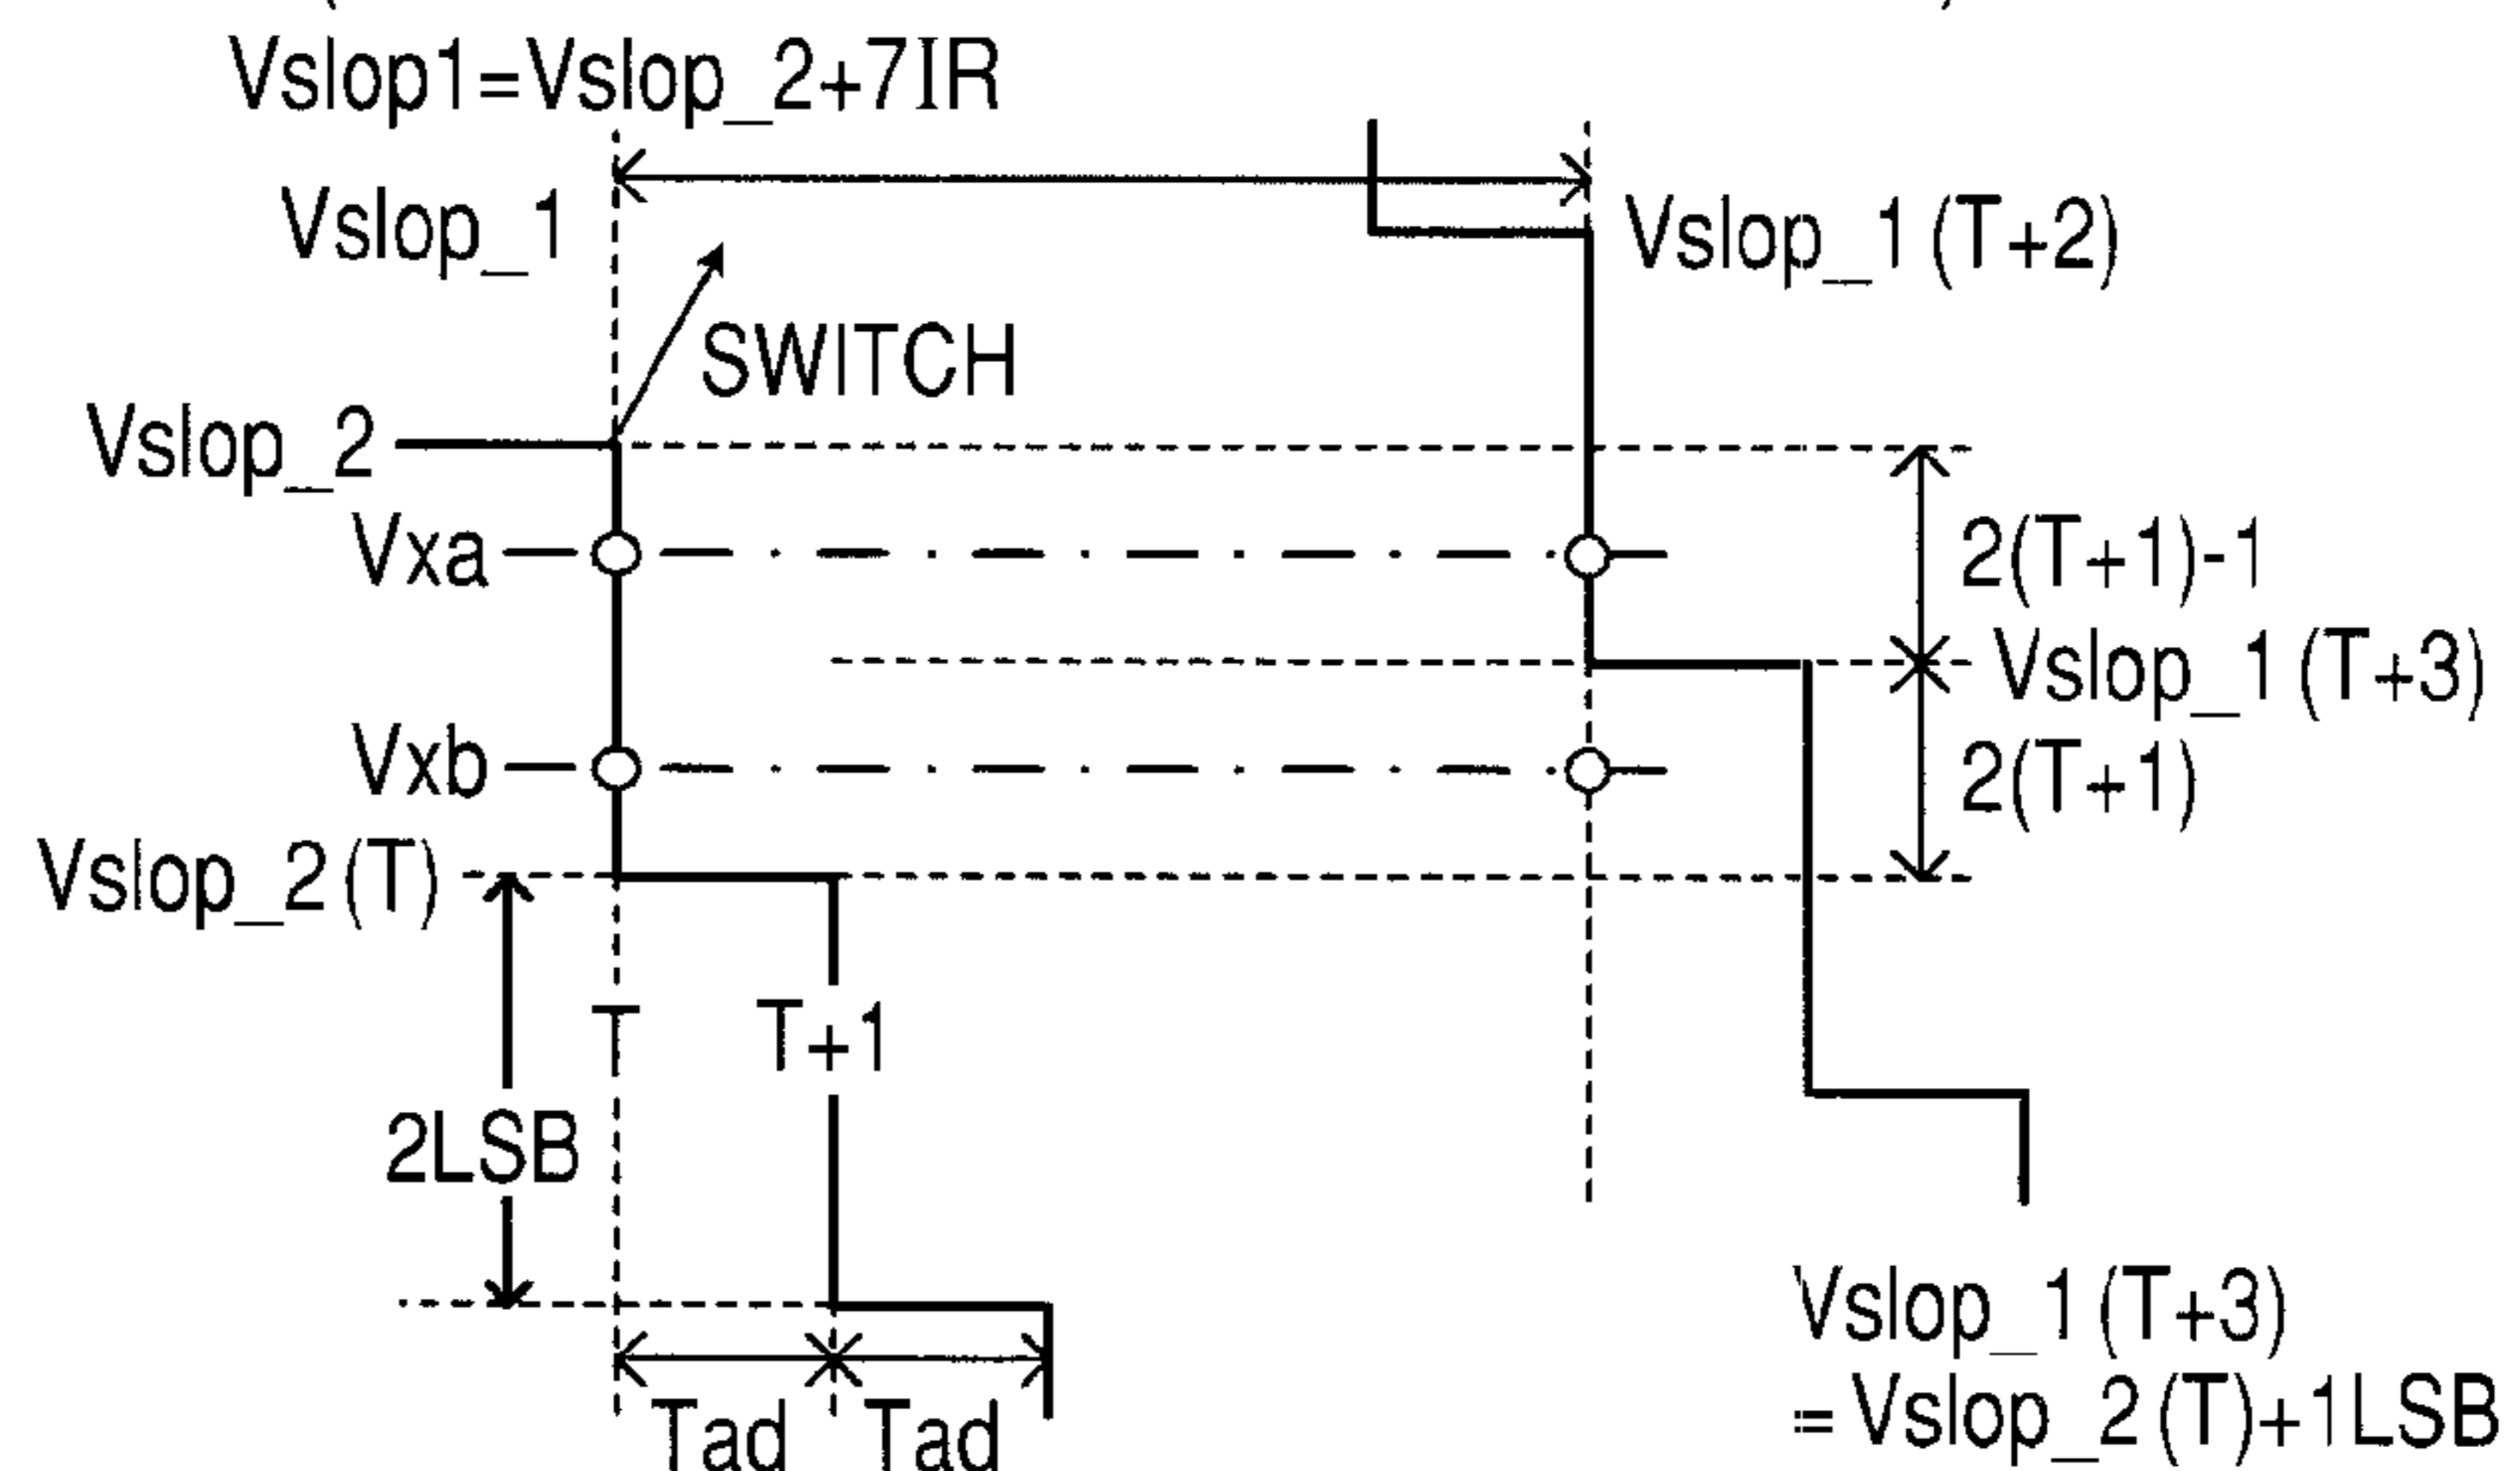 Vslop1=Vslop_2+7IR
Vslop_1
Vslop_1(T+2)
SWITCH
Vslop_2
Vxa
2(T+1)-1
Vslop_1(T+3)
Vxb
2(T+1)
Vslop_2(T)
T
T+1
2LSB
Vslop_1(T+3)
=Vslop_2(T)+1LSB
Tad
Tad